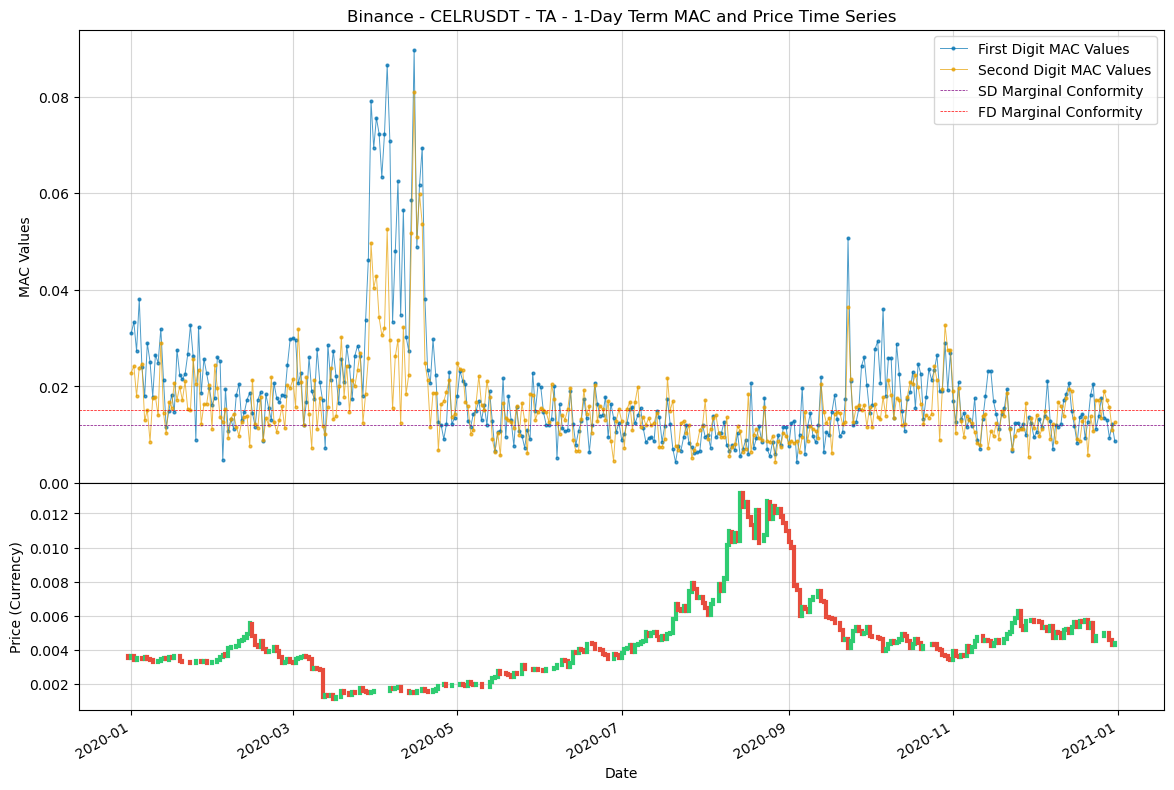 Binance - CELRUSDT - TA - 1-Day Term MAC and Price Time Series
First Digit MAC Values
Second Digit MAC Values
SD Marginal Conformity
FD Marginal Conformity
MAC Values
0.08
0.06
0.04
0.02
0.00
Price (Currency)
0.012
0.010
0.008
0.006
0.004
0.002
2020-01
2020-03
2020-05
2020-07
2020-09
2020-11
2021-01
Date